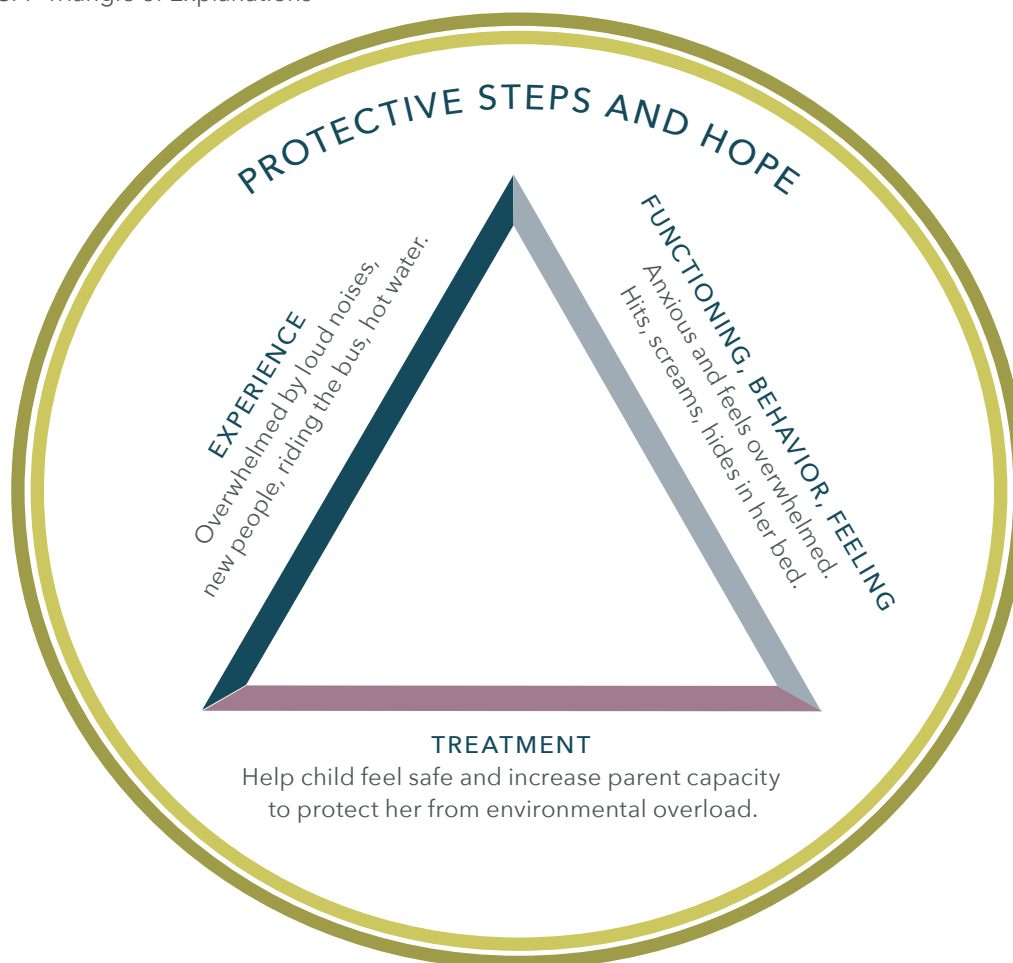 Triangle of Explanations
PROTECTIVE STEPS AND HOPE
EXPERIENCE
Overwhelmed by loud noises,
new people, riding the bus, hot water.
FUNCTIONING, BEHAVIOR, FEELING
Anxious and feels overwhelmed.
Hits, screams, hides in her bed.
TREATMENT
Help child feel safe and increase parent capacity
to protect her from environmental overload.